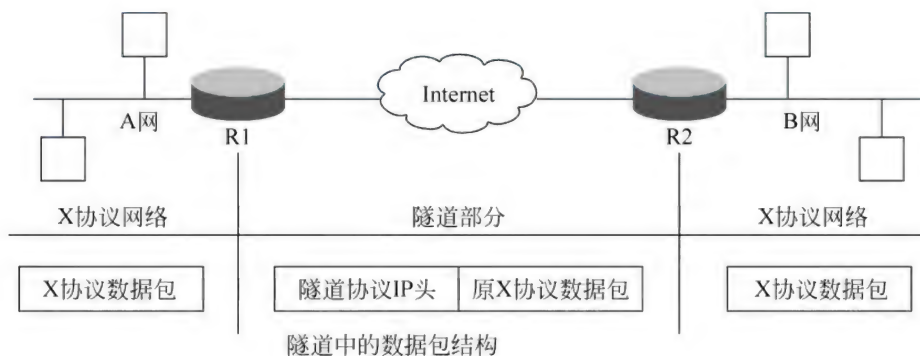 Internet
A网
R1
R2
B网
X协议网络
隧道部分
X协议网络
X协议数据包
隧道协议IP头
原X协议数据包
X协议数据包
隧道中的数据包结构